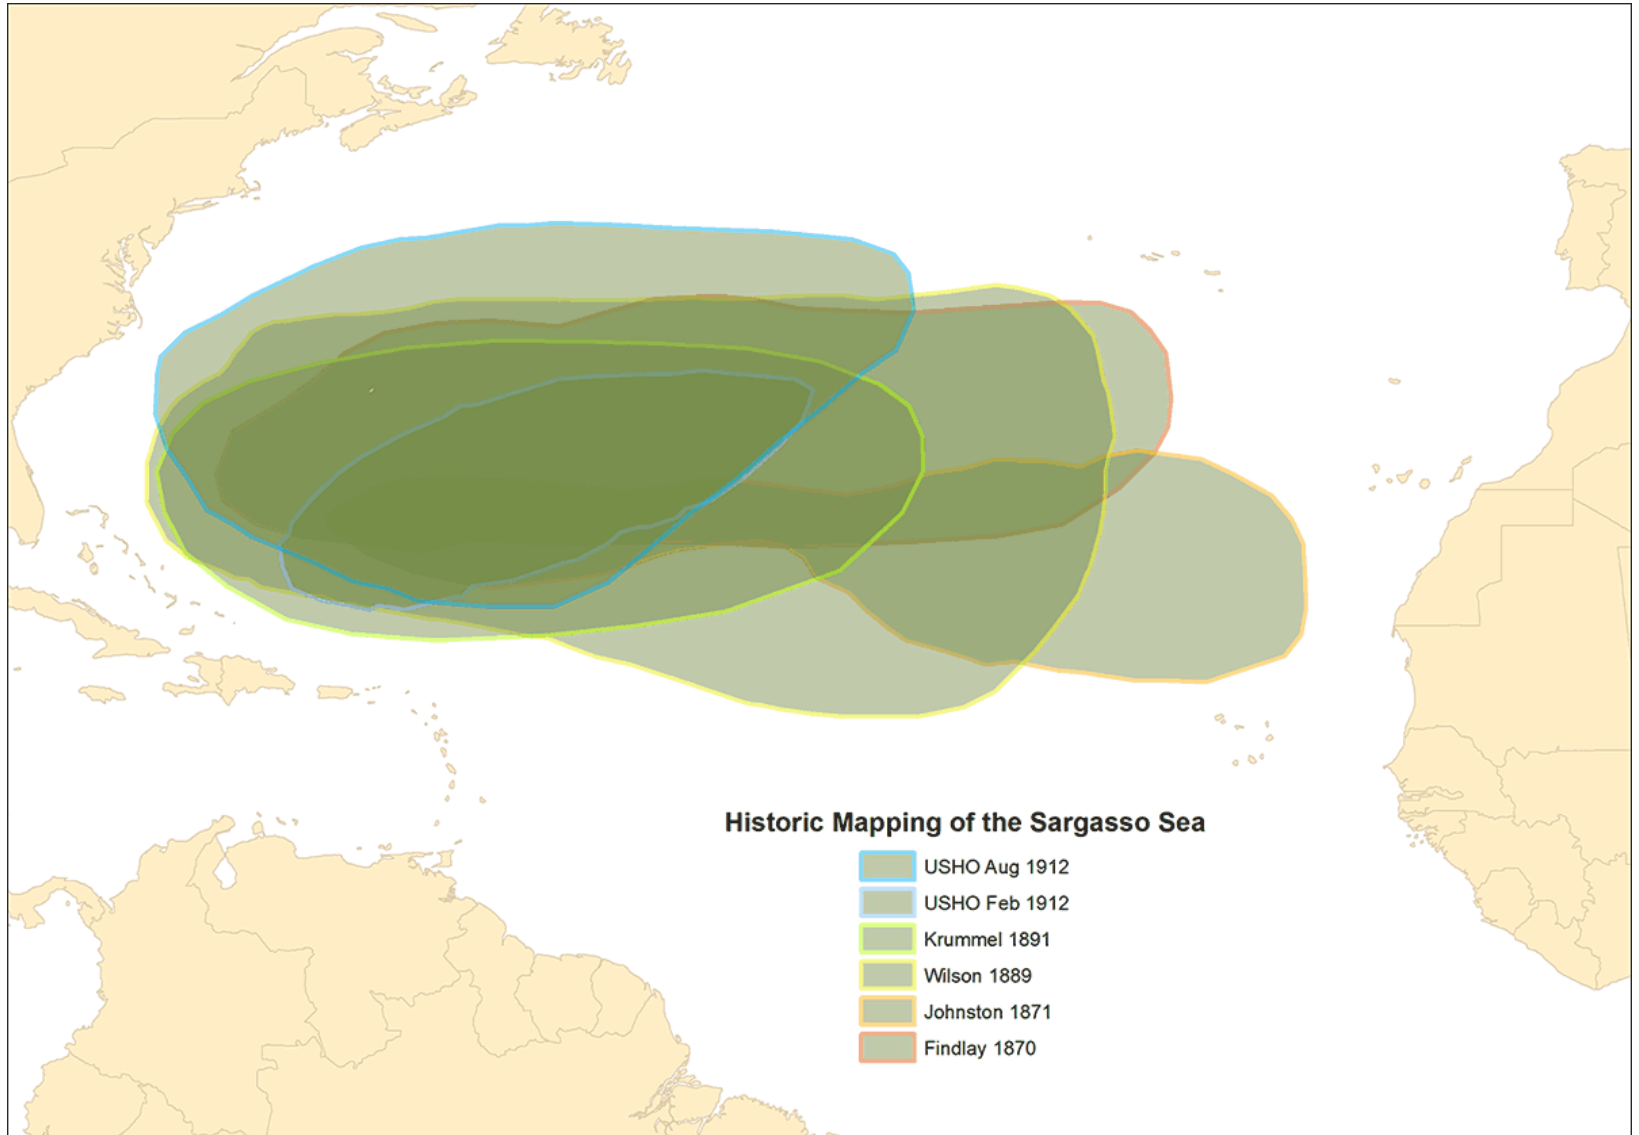 Historic Mapping of the Sargasso Sea
USHO Aug 1912
USHO Feb 1912
Krummel 1891
Wilson 1889
Johnston 1871
Findlay 1870